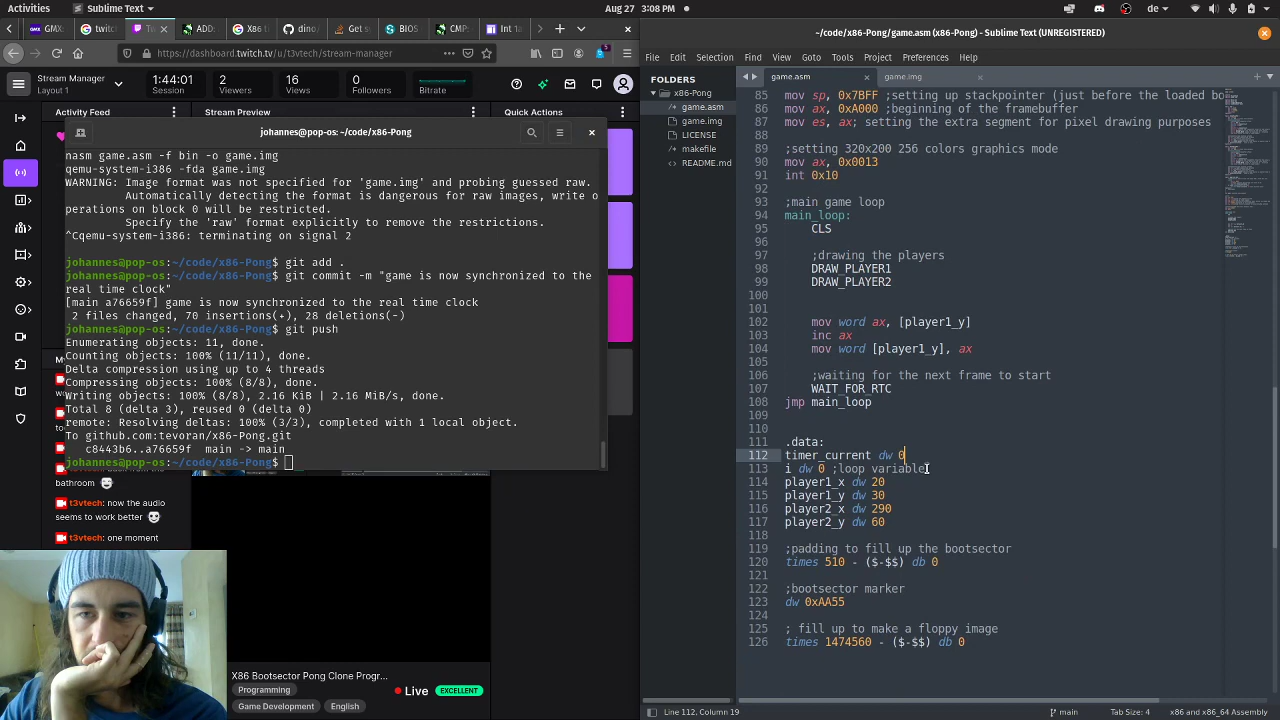 Activities
Sublime Text
Aug 27 3:08 PM
de
GMX:
twitch
T
ADD:
X86 I
dino/
Get s
BIOS
CMP:
Int 1a
https://dashboard.twitch.tv/u/t3vtech/stream-manager
Stream Manager
Layout 1
1:44:01
Session
2
Viewers
16
Views
0
Followers
Bitrate
Activity Feed
Stream Preview
Quick Actions
johannes@pop-os: ~/code/x86-Pong
nasm game.asm -f bin -o game.img
qemu-system-i386 -fda game.img
WARNING: Image format was not specified for 'game.img' and probing guessed raw.
Automatically detecting the format is dangerous for raw images, write o
perations on block 0 will be restricted.
Specify the 'raw' format explicitly to remove the restrictions.
^Cqemu-system-i386: terminating on signal 2
johannes@pop-os:~/code/x86-Pong$ git add .
johannes@pop-os:~/code/x86-Pong$ git commit -m "game is now synchronized to the
real time clock"
[main a76659f] game is now synchronized to the real time clock
2 files changed, 70 insertions(+), 28 deletions(-)
johannes@pop-os:~/code/x86-Pong$ git push
Enumerating objects: 11, done.
Counting objects: 100% (11/11), done.
Delta compression using up to 4 threads
Compressing objects: 100% (8/8), done.
Writing objects: 100% (8/8), 2.16 KiB | 2.16 MiB/s, done.
Total 8 (delta 3), reused 0 (delta 0)
remote: Resolving deltas: 100% (3/3), completed with 1 local object.
To github.com:tevoran/x86-Pong.git
c8443b6..a76659f main -> main
johannes@pop-os:~/code/x86-Pong$
bathroom
t3vtech: now the audio
seems to work better
t3vtech: one moment
X86 Bootsector Pong Clone Progr...
Programming
Game Development
English
Live
EXCELLENT
~/code/x86-Pong/game.asm (x86-Pong) - Sublime Text (UNREGISTERED)
File Edit Selection Find View Goto Tools Project Preferences Help
FOLDERS
x86-Pong
game.asm
game.img
LICENSE
makefile
README.md
game.asm
game.img
85 mov sp, 0x7BFF ;setting up stackpointer (just before the loaded bo
86 mov ax, 0xA000 ;beginning of the framebuffer
87 mov es, ax; setting the extra segment for pixel drawing purposes
88
89 ;setting 320x200 256 colors graphics mode
90 mov ax, 0x0013
91 int 0x10
92
93 ;main game loop
94 main_loop:
95 CLS
96
97 ;drawing the players
98 DRAW_PLAYER1
99 DRAW_PLAYER2
100
101
102 mov word ax, [player1_y]
103 inc ax
104 mov word [player1_y], ax
105
106 ;waiting for the next frame to start
107 WAIT_FOR_RTC
108 jmp main_loop
109
110
111 .data:
112 timer_current dw 0
113 i dw 0 ;loop variable
114 player1_x dw 20
115 player1_y dw 30
116 player2_x dw 290
117 player2_y dw 60
118
119 ;padding to fill up the bootsector
120 times 510 - ($-$$) db 0
121
122 ;bootsector marker
123 dw 0xAA55
124
125 ; fill up to make a floppy image
126 times 1474560 - ($-$$) db 0
Line 112, Column 19
main
Tab Size: 4
x86 and x86_64 Assembly